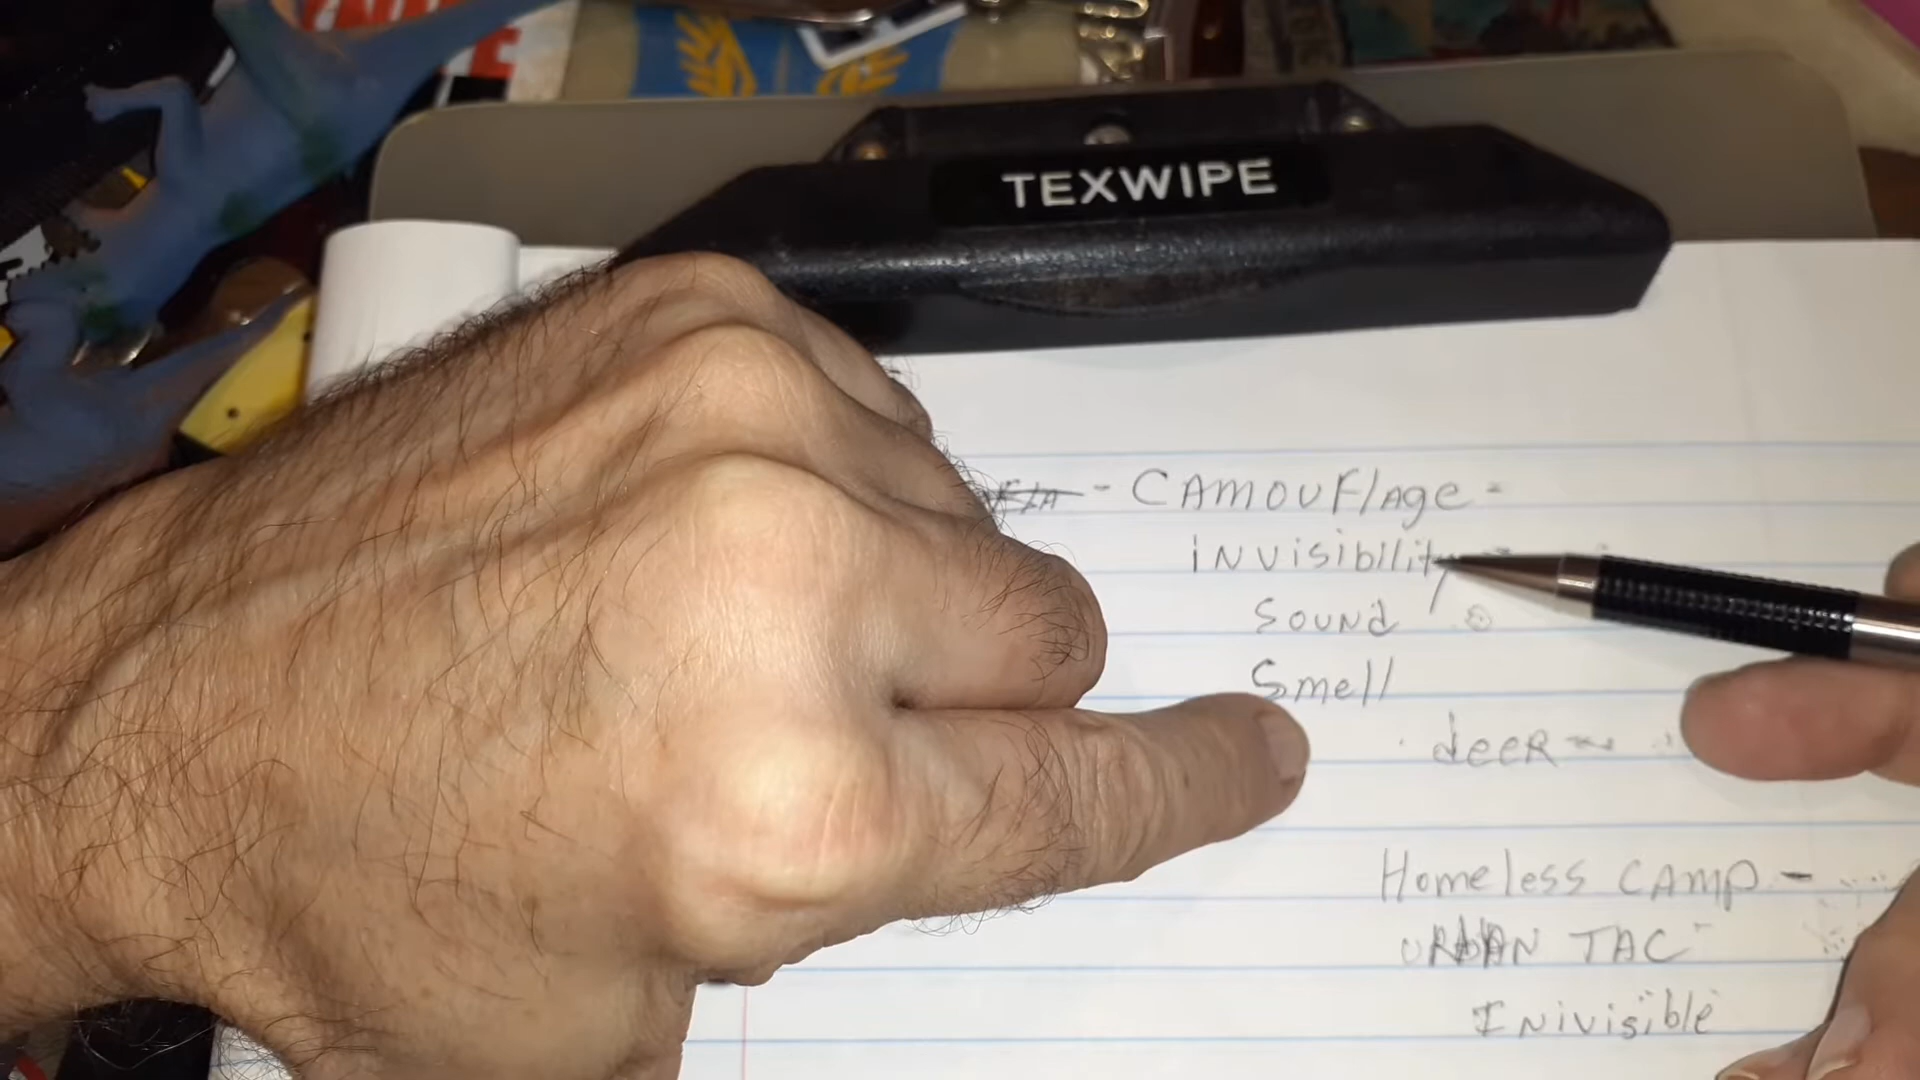 TEXWIPE
- CAMOUFlAge -
iNVisibility
SOUNd
Smell
deeR
Homeless CAMP -
URBAN TAC
INivisible